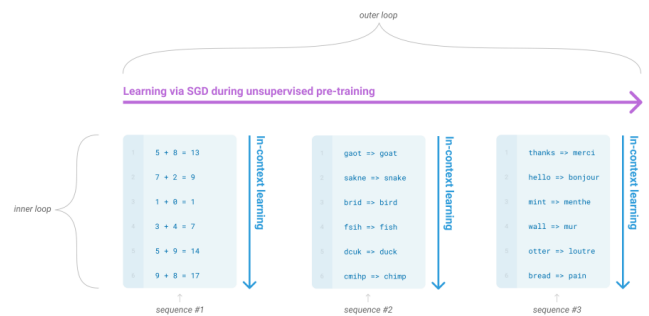 outer loop
Learning via SGD during unsupervised pre-training
inner loop
1 5 + 8 = 13
2 7 + 2 = 9
3 1 + 0 = 1
4 3 + 4 = 7
5 5 + 9 = 14
6 9 + 8 = 17
In-context learning
sequence #1
1 gaot => goat
2 sakne => snake
3 brid => bird
4 fsih => fish
5 dcuk => duck
6 cmihp => chimp
In-context learning
sequence #2
1 thanks => merci
2 hello => bonjour
3 mint => menthe
4 wall => mur
5 otter => loutre
6 bread => pain
In-context learning
sequence #3